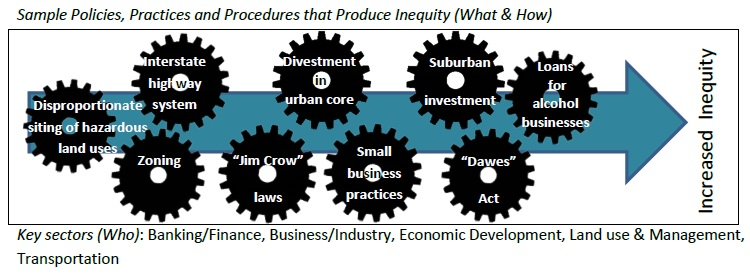 Sample Policies, Practices and Procedures that Produce Inequity (What & How)
Disproportionate
siting of hazardous
land uses
Interstate
high way
system
Divestment
in
urban core
Suburban
investment
Loans
for
alcohol
businesses
Zoning
“Jim Crow”
laws
Small
business
practices
“Dawes”
Act
Increased Inequity
Key sectors (Who): Banking/Finance, Business/Industry, Economic Development, Land use & Management,
Transportation